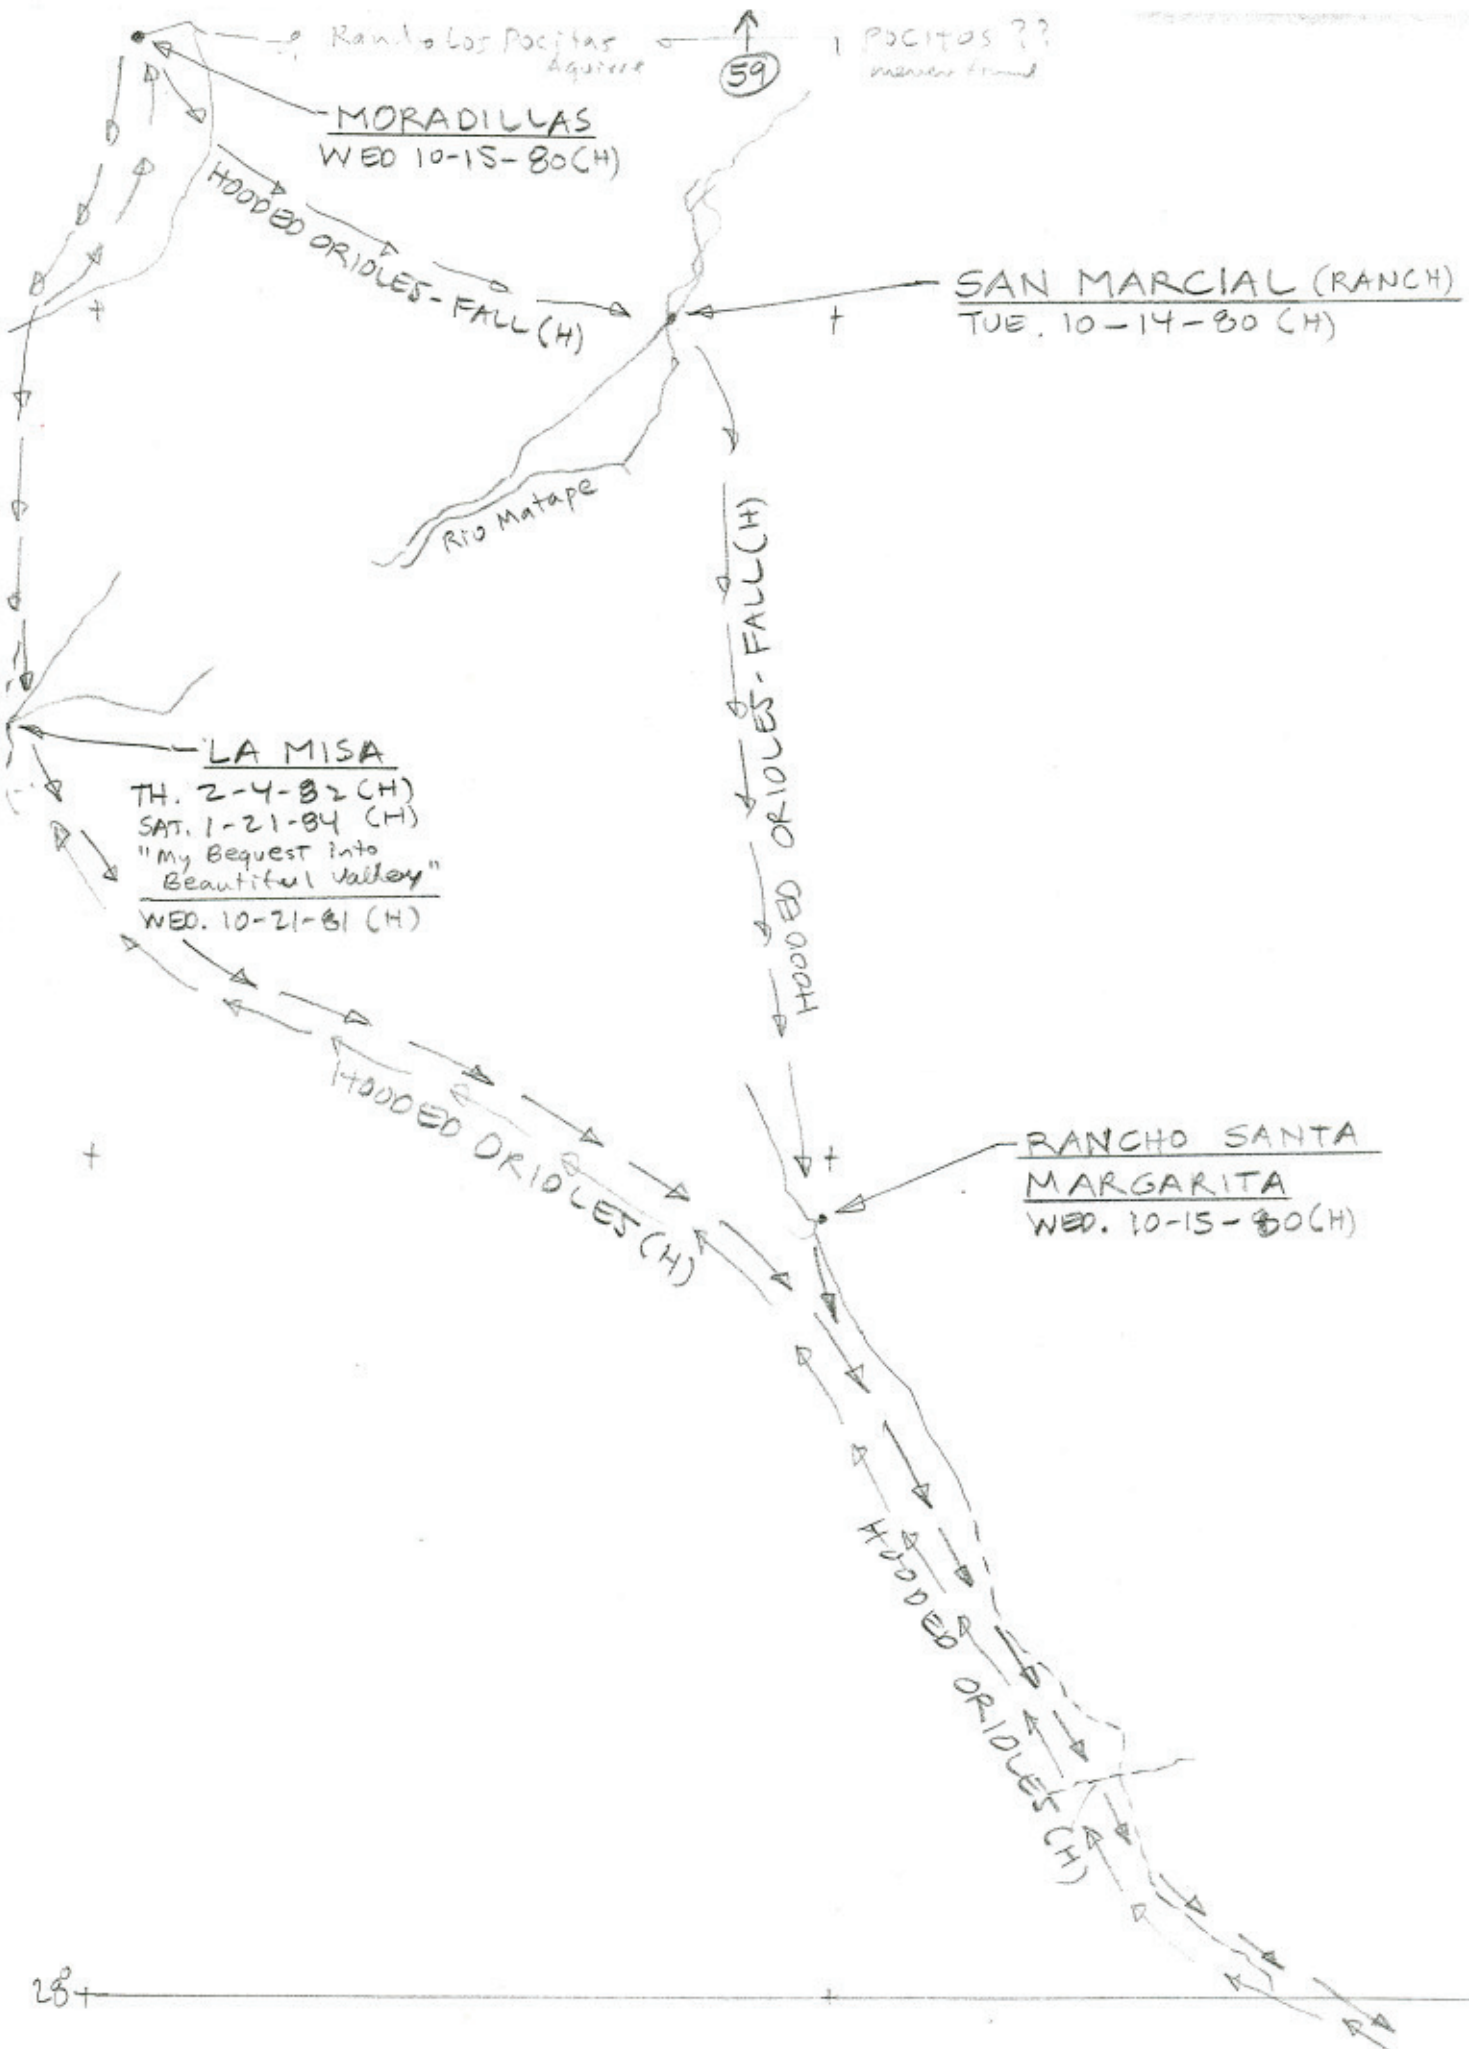 Rancho Los Pocitas
Aguirre
59
POCITOS ??
MORADILLAS
WED 10-15-80(H)
HOODED ORIOLES-FALL(H)
SAN MARCIAL (RANCH)
TUE. 10-14-80 (H)
Rio Matape
HOODED ORIOLES-FALL(H)
LA MISA
TH. 2-4-82 (H)
SAT. 1-21-84 (H)
"My Bequest into
Beautiful Valley"
WED. 10-21-81 (H)
HOODED ORIOLES(H)
RANCHO SANTA
MARGARITA
WED. 10-15-80(H)
HOODED ORIOLES(H)
28°